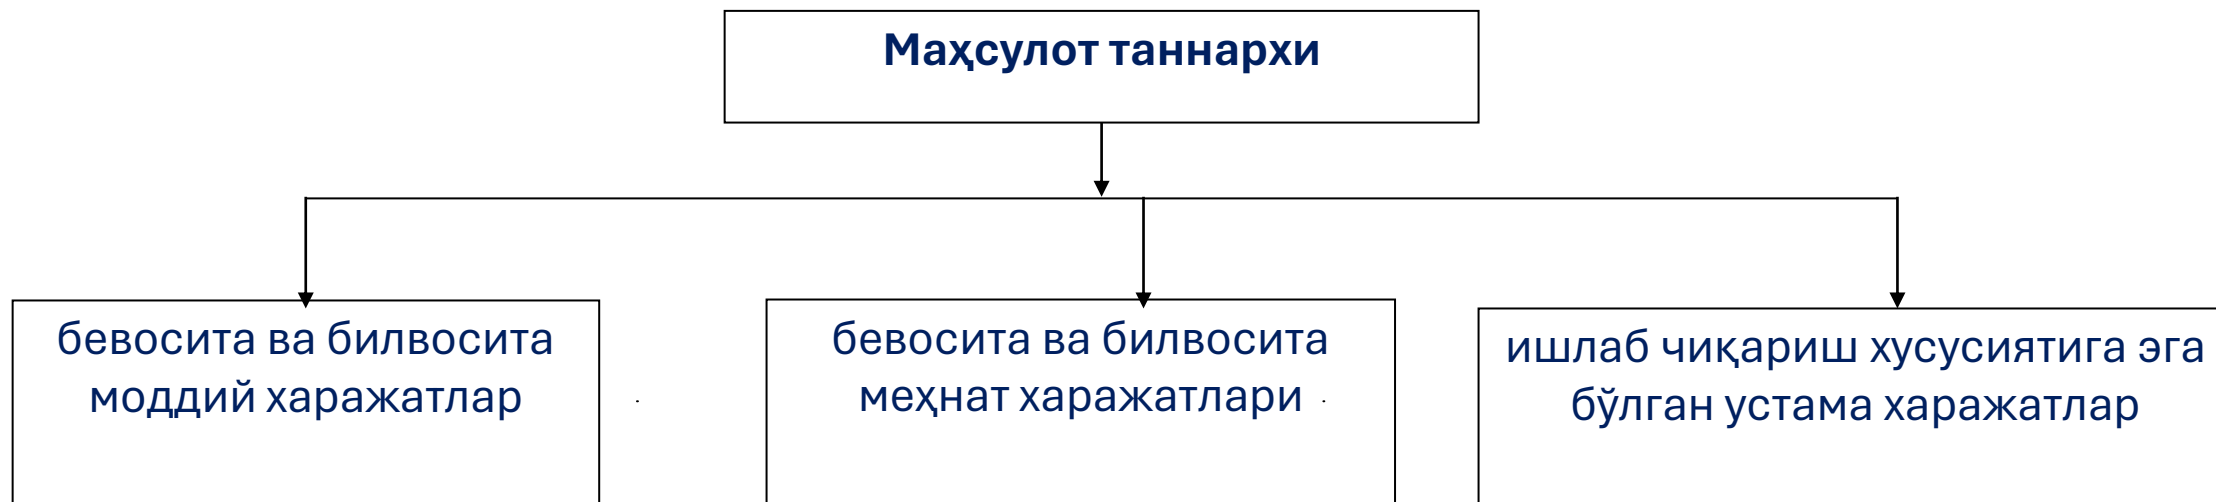 Маҳсулот таннархи
бевосита ва билвосита
моддий харажатлар
бевосита ва билвосита
меҳнат харажатлари
ишлаб чиқариш хусусиятига эга
бўлган устама харажатлар